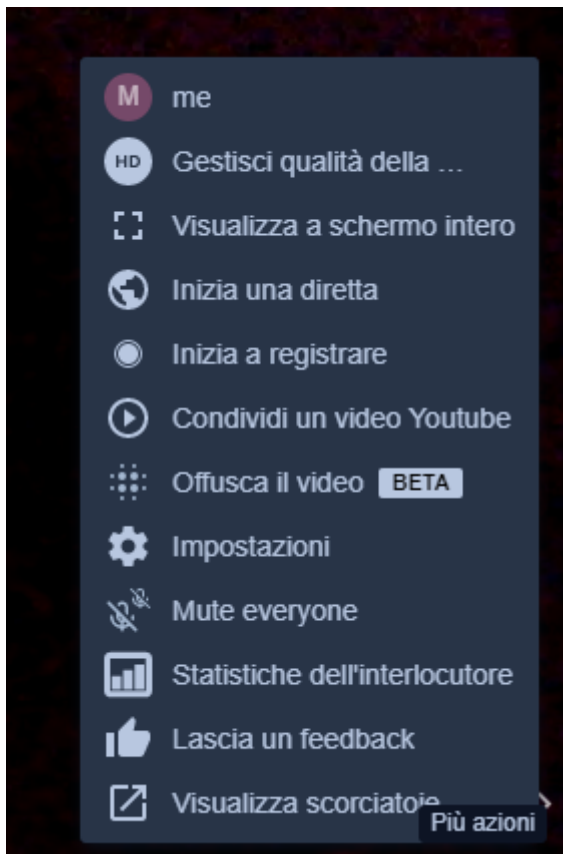 M me
HD Gestisci qualità della ...
Visualizza a schermo intero
Inizia una diretta
Inizia a registrare
Condividi un video Youtube
Offusca il video BETA
Impostazioni
Mute everyone
Statistiche dell'interlocutore
Lascia un feedback
Visualizza scorciatoie
Più azioni